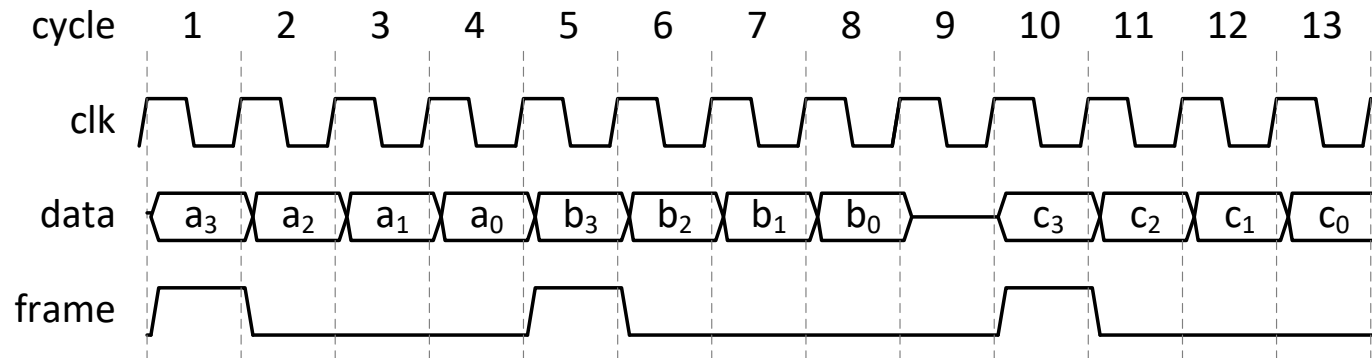 cycle 1 2 3 4 5 6 7 8 9 10 11 12 13
clk
data a₃ a₂ a₁ a₀ b₃ b₂ b₁ b₀ c₃ c₂ c₁ c₀
frame